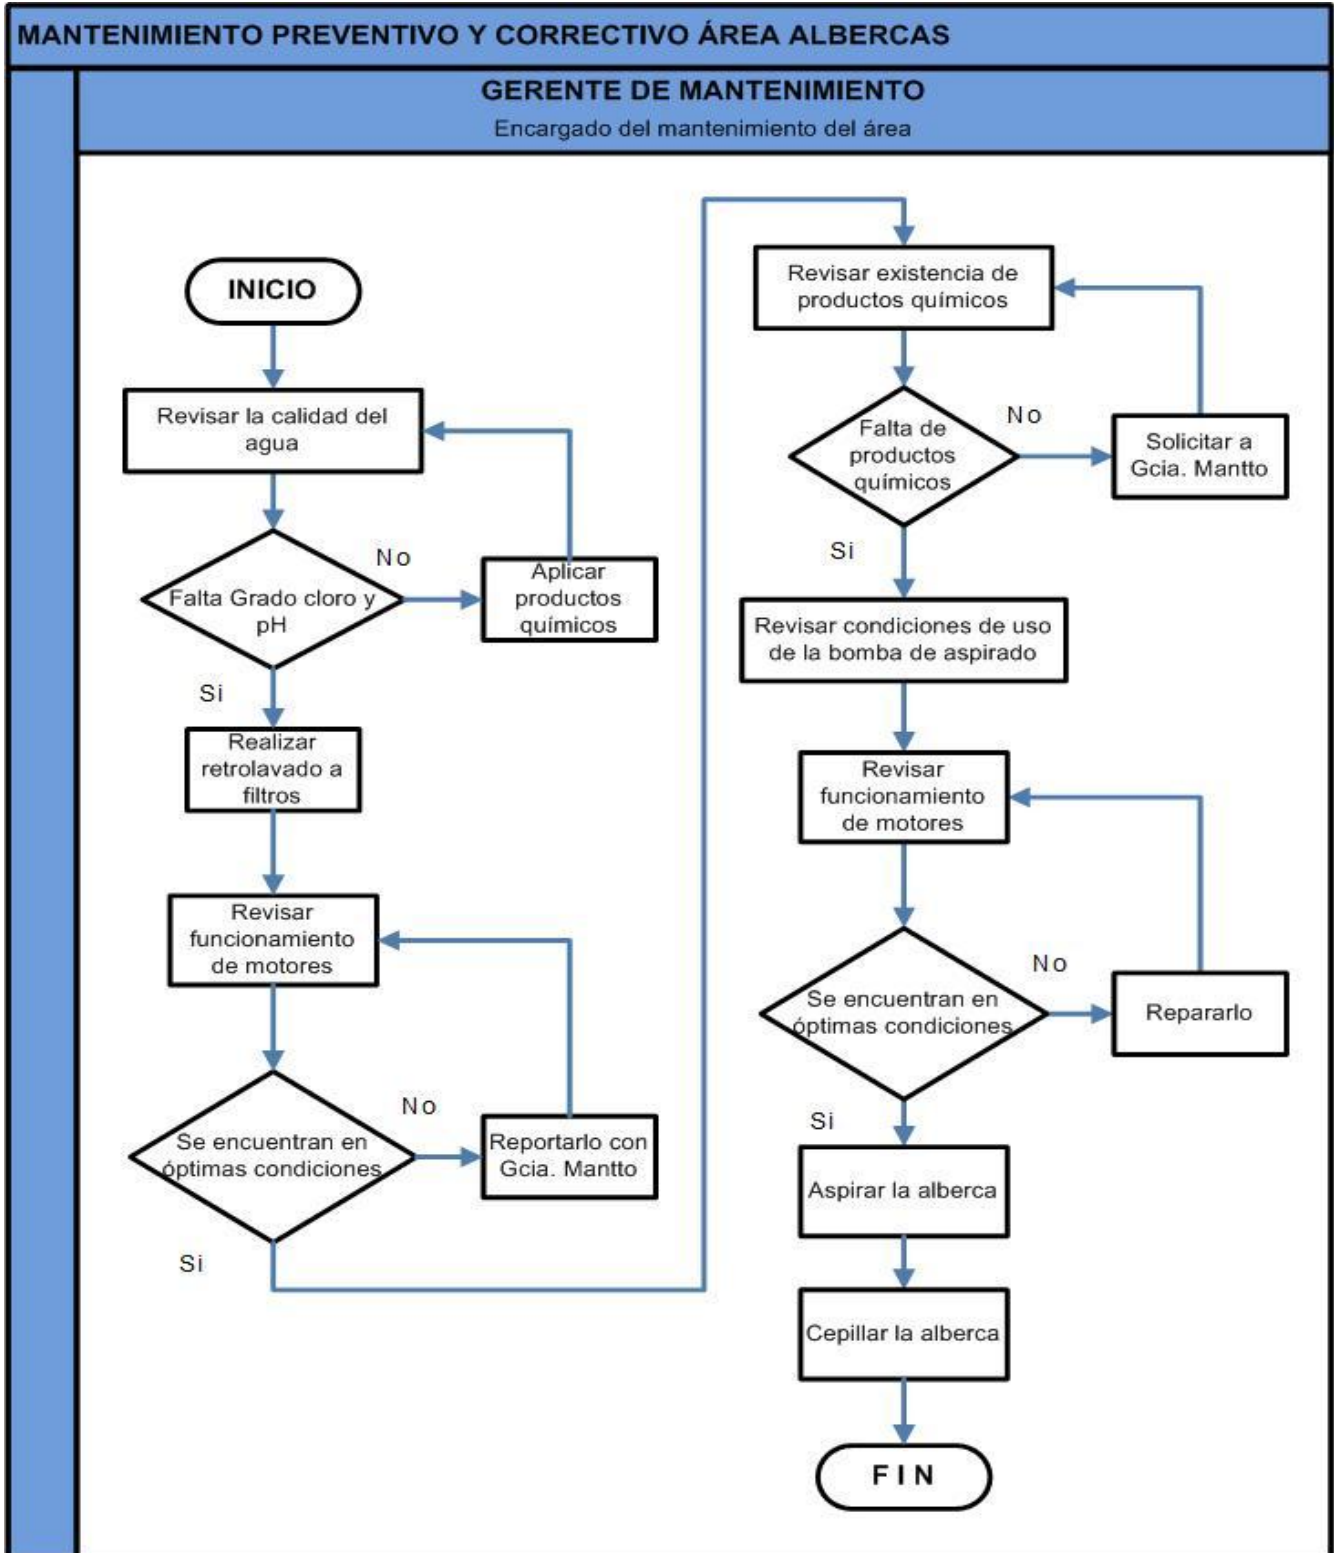 MANTENIMIENTO PREVENTIVO Y CORRECTIVO ÁREA ALBERCAS
GERENTE DE MANTENIMIENTO
Encargado del mantenimiento del área
INICIO
Revisar la calidad del
agua
No
Falta Grado cloro y
pH
Aplicar
productos
químicos
Si
Realizar
retrolavado a
filtros
Revisar
funcionamiento
de motores
No
Se encuentran en
óptimas condiciones
Reportarlo con
Gcia. Mantto
Si
Revisar existencia de
productos químicos
No
Falta de
productos
químicos
Solicitar a
Gcia. Mantto
Si
Revisar condiciones de uso
de la bomba de aspirado
Revisar
funcionamiento
de motores
No
Se encuentran en
óptimas condiciones
Repararlo
Si
Aspirar la alberca
Cepillar la alberca
F I N